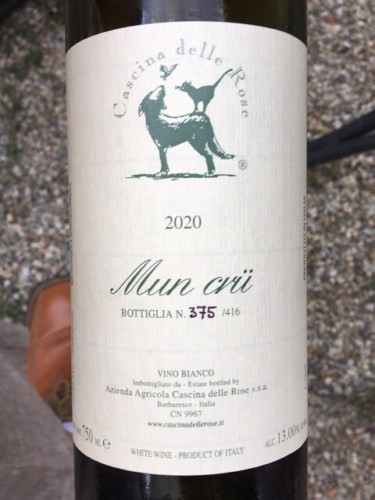 Cascina delle Rose
®
2020
Mun crü
BOTTIGLIA N. 375 /416
VINO BIANCO
Imbottigliato da - Estate bottled by
Azienda Agricola Cascina delle Rose s.s.a.
Barbaresco - Italia
CN 9967
www.cascinadellerose.it
750 ML e
ALC. 13.00%
WHITE WINE - PRODUCT OF ITALY